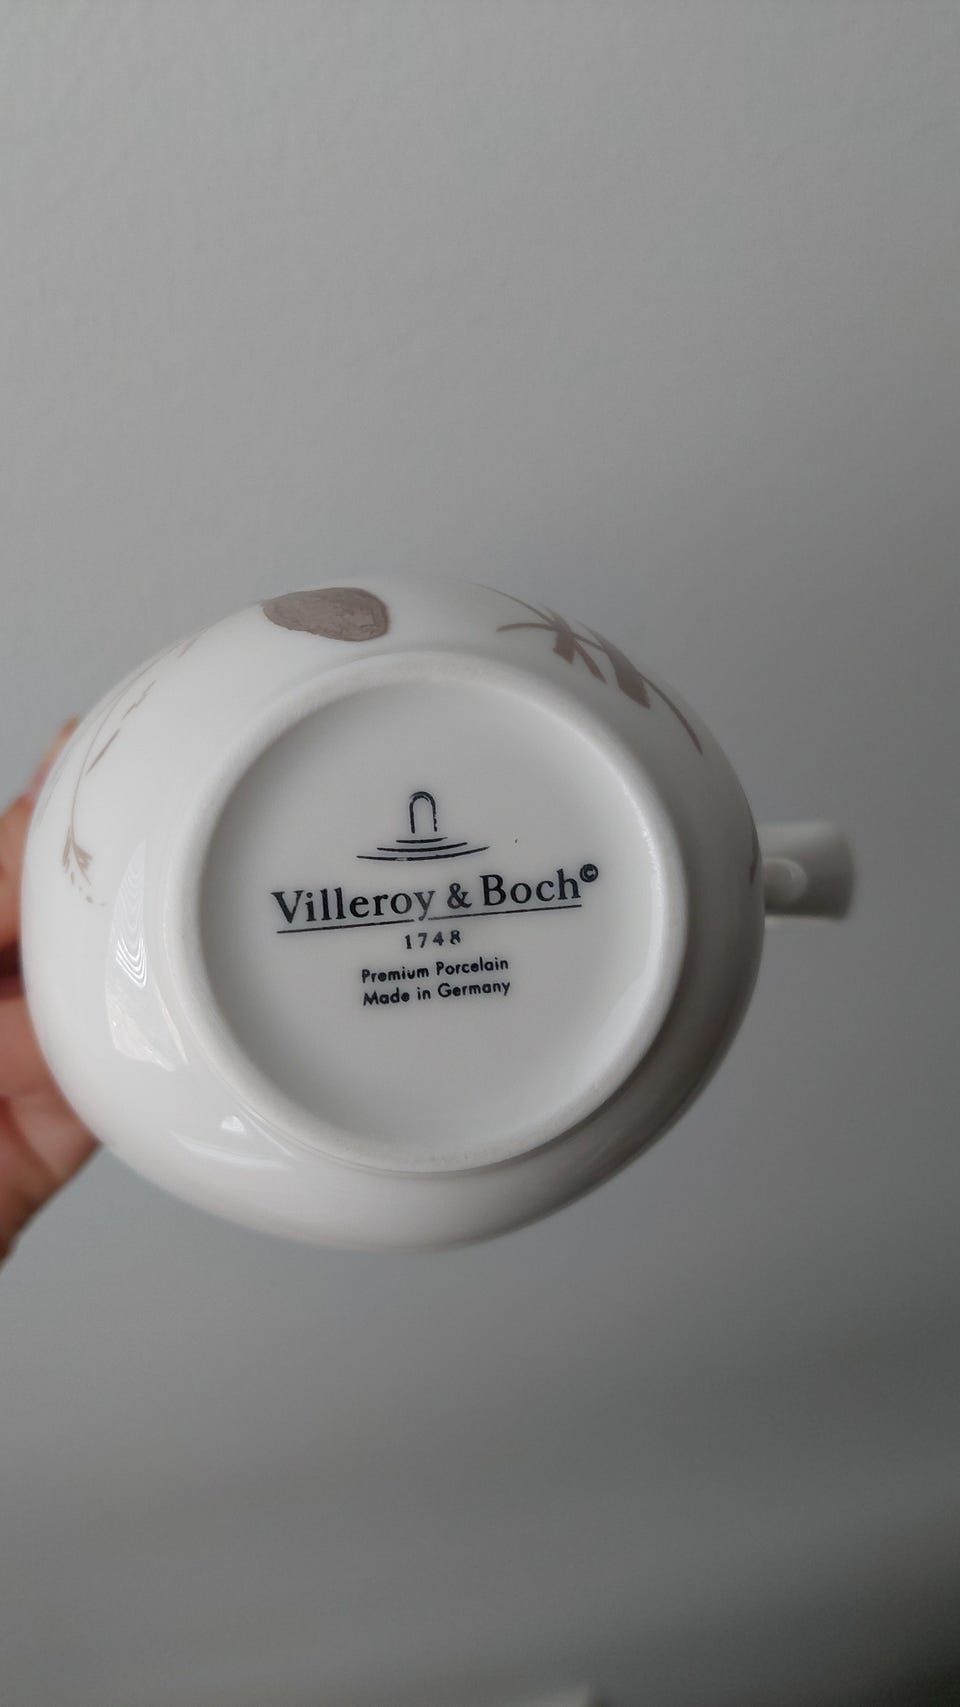 Villeroy & Boch©
1748
Premium Porcelain
Made in Germany